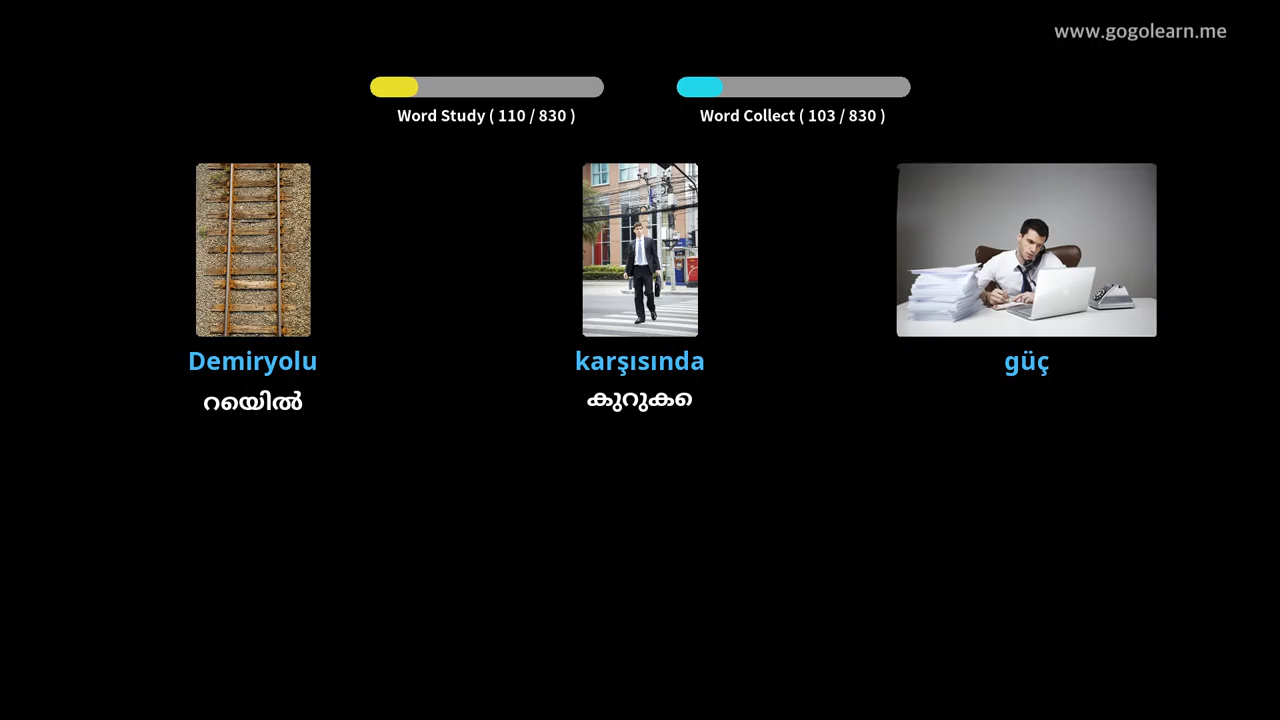 www.gogolearn.me
Word Study ( 110 / 830 )
Word Collect ( 103 / 830 )
Demiryolu
karşısında
güç
റയിൽ
കുറുകെ